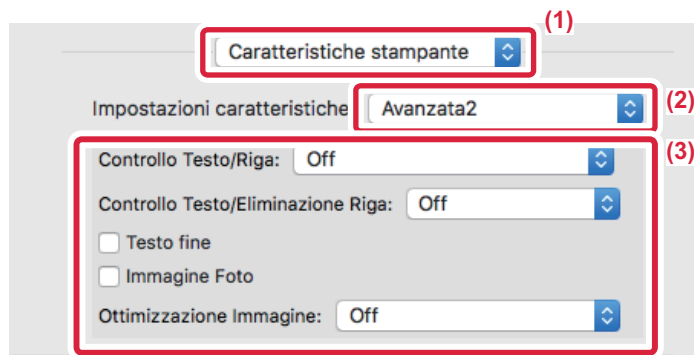 (1)
Caratteristiche stampante
Impostazioni caratteristiche Avanzata2 (2)
(3)
Controllo Testo/Riga: Off
Controllo Testo/Eliminazione Riga: Off
Testo fine
Immagine Foto
Ottimizzazione Immagine: Off